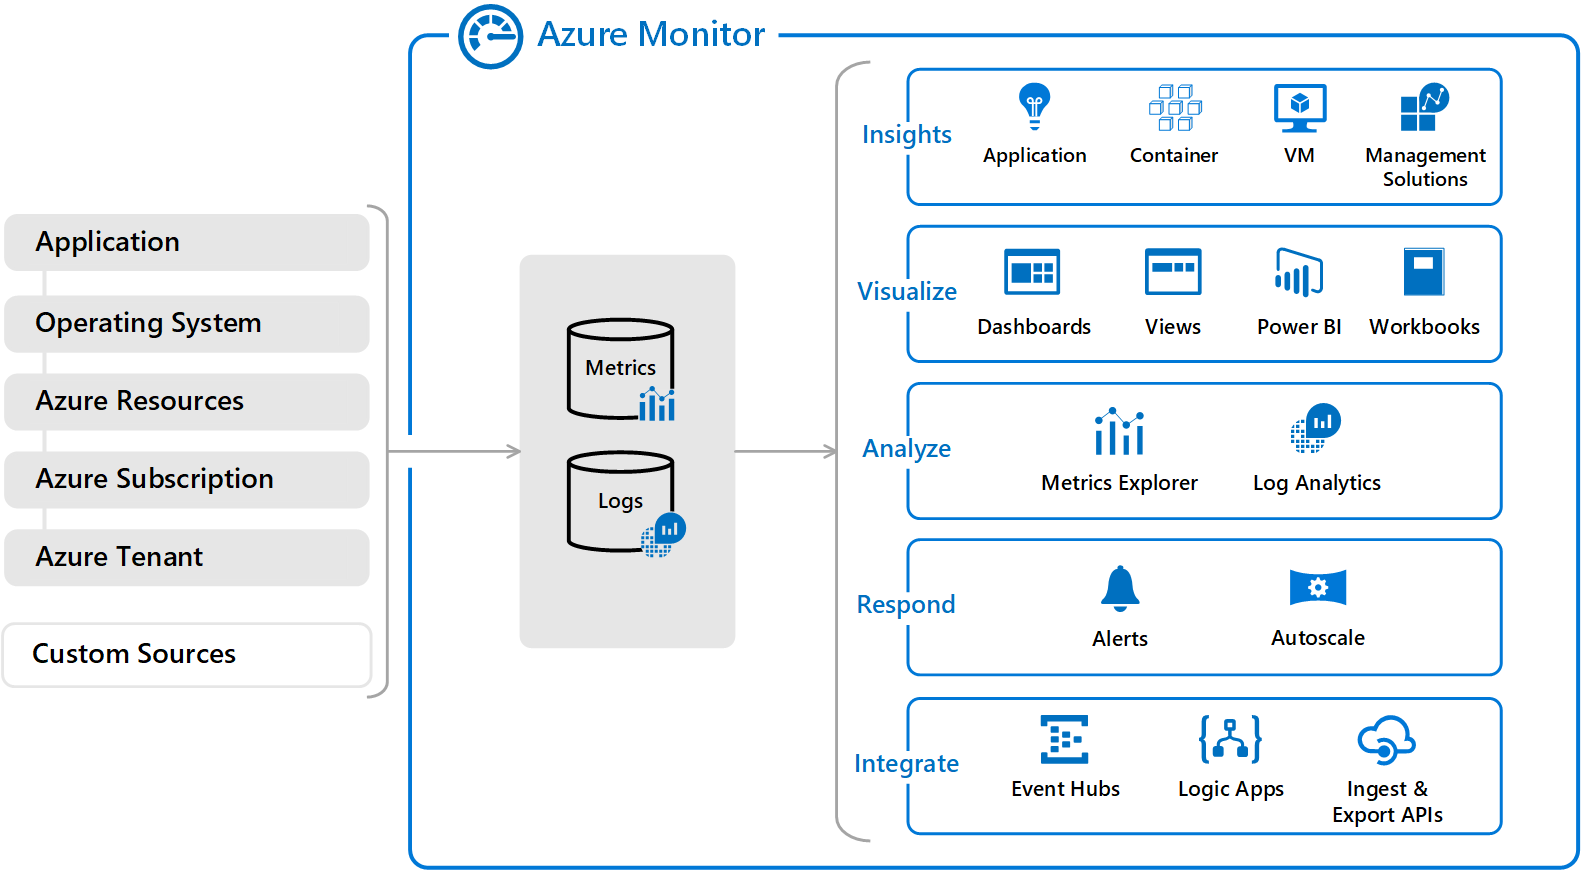 Azure Monitor
Application
Operating System
Azure Resources
Azure Subscription
Azure Tenant
Custom Sources
Metrics
Logs
Insights
Application
Container
VM
Management
Solutions
Visualize
Dashboards
Views
Power BI
Workbooks
Analyze
Metrics Explorer
Log Analytics
Respond
Alerts
Autoscale
Integrate
Event Hubs
Logic Apps
Ingest &
Export APIs